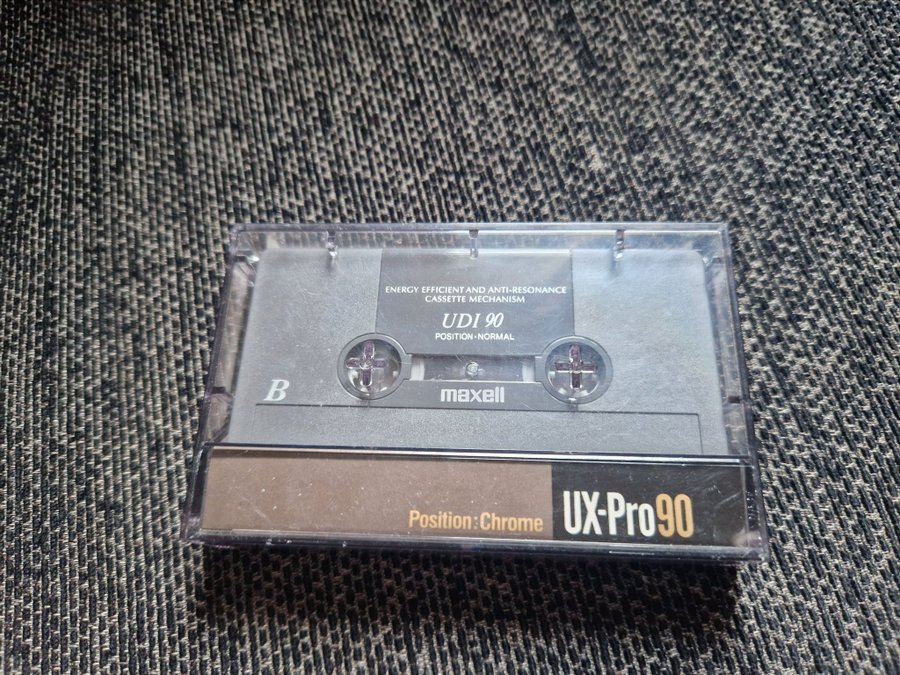 ENERGY EFFICIENT AND ANTI-RESONANCE
CASSETTE MECHANISM
UDI 90
POSITION·NORMAL
B
maxell
Position:Chrome
UX-Pro90